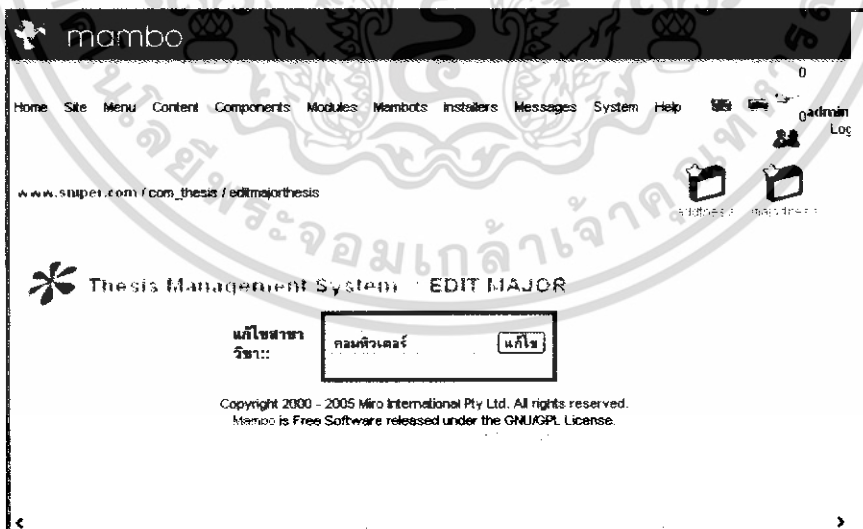 mambo
0
Home Site Menu Content Components Modules Mambots Installers Messages System Help
0 admin
Log
www.sniper.com / com_thesis / editmajorthesis
addthesis majorthesis
Thesis Management System : EDIT MAJOR
แก้ไขสาขา
วิชา::
คอมพิวเตอร์ แก้ไข
Copyright 2000 - 2005 Miro International Pty Ltd. All rights reserved.
Mambo is Free Software released under the GNU/GPL License.